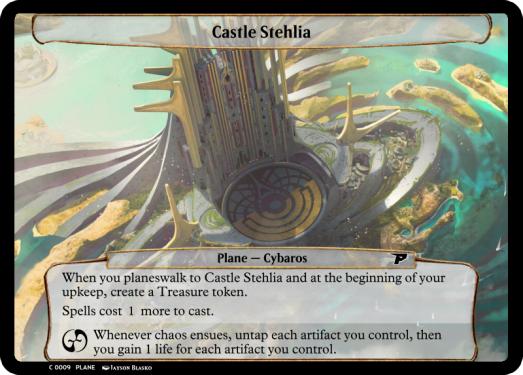 Castle Stehlia
Plane — Cybaros
When you planeswalk to Castle Stehlia and at the beginning of your
upkeep, create a Treasure token.
Spells cost 1 more to cast.
Whenever chaos ensues, untap each artifact you control, then
you gain 1 life for each artifact you control.
C 0009 PLANE Jayson Blasko